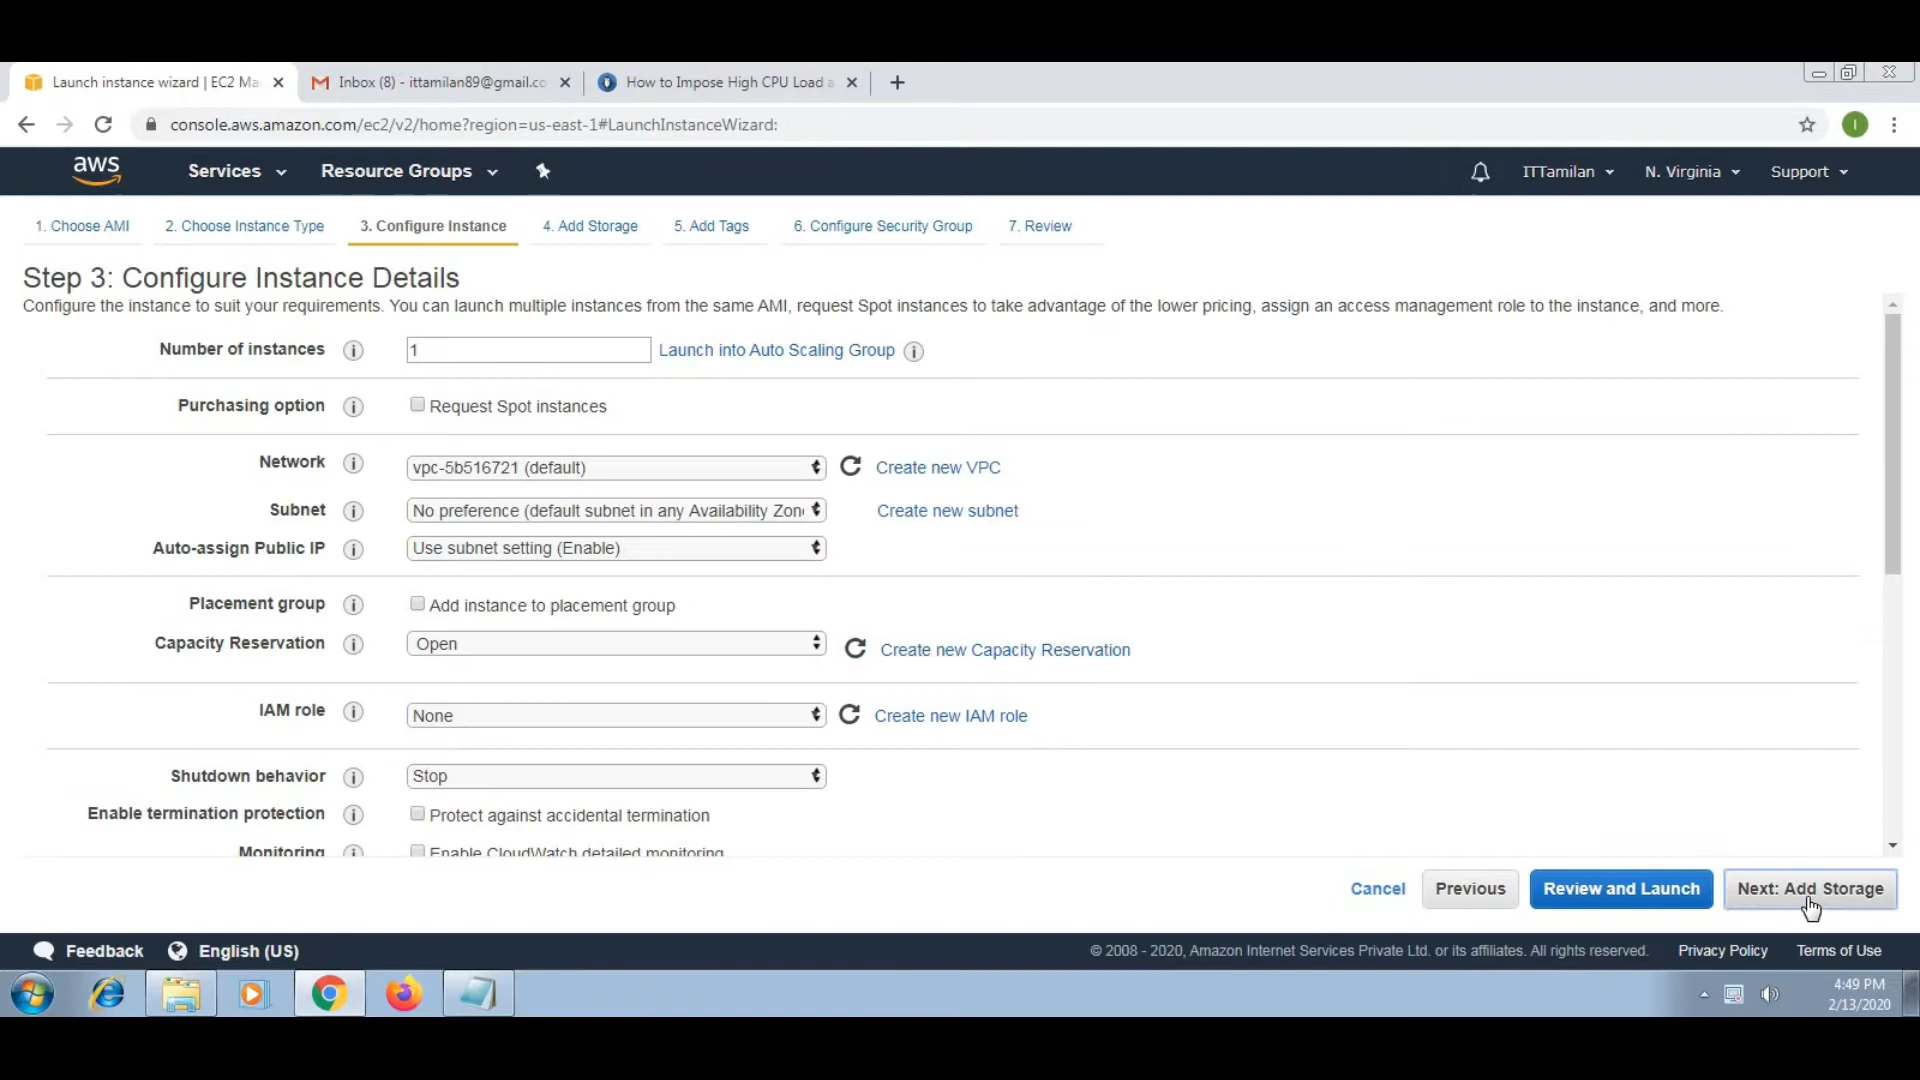 Launch instance wizard | EC2 Ma
Inbox (8) - ittamilan89@gmail.co
How to Impose High CPU Load a
console.aws.amazon.com/ec2/v2/home?region=us-east-1#LaunchInstanceWizard:
I
aws
Services
Resource Groups
ITTamilan
N. Virginia
Support
1. Choose AMI
2. Choose Instance Type
3. Configure Instance
4. Add Storage
5. Add Tags
6. Configure Security Group
7. Review
Step 3: Configure Instance Details
Configure the instance to suit your requirements. You can launch multiple instances from the same AMI, request Spot instances to take advantage of the lower pricing, assign an access management role to the instance, and more.
Number of instances
1
Launch into Auto Scaling Group
Purchasing option
Request Spot instances
Network
vpc-5b516721 (default)
Create new VPC
Subnet
No preference (default subnet in any Availability Zon
Create new subnet
Auto-assign Public IP
Use subnet setting (Enable)
Placement group
Add instance to placement group
Capacity Reservation
Open
Create new Capacity Reservation
IAM role
None
Create new IAM role
Shutdown behavior
Stop
Enable termination protection
Protect against accidental termination
Monitoring
Enable CloudWatch detailed monitoring
Cancel
Previous
Review and Launch
Next: Add Storage
Feedback
English (US)
© 2008 - 2020, Amazon Internet Services Private Ltd. or its affiliates. All rights reserved.
Privacy Policy
Terms of Use
4:49 PM
2/13/2020